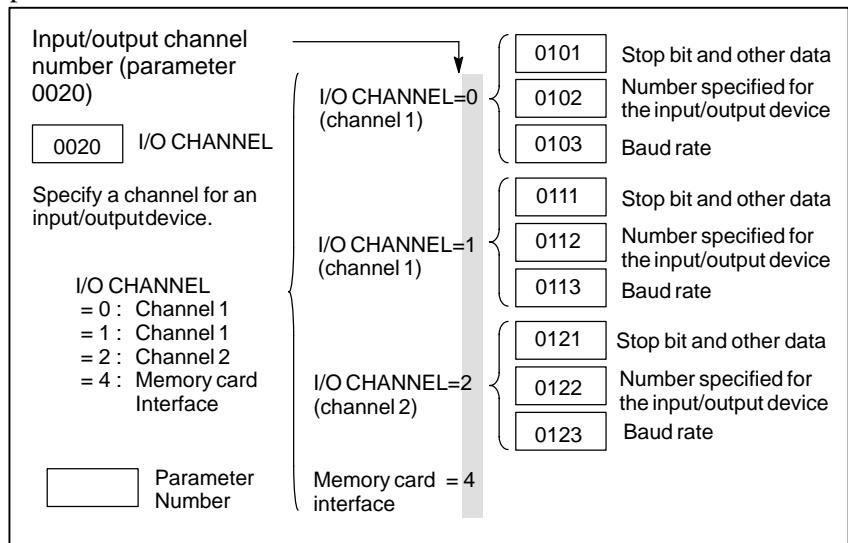 Input/output channel
number (parameter
0020)
0020 I/O CHANNEL
Specify a channel for an
input/output device.
I/O CHANNEL
= 0 : Channel 1
= 1 : Channel 1
= 2 : Channel 2
= 4 : Memory card
Interface
Parameter
Number
I/O CHANNEL=0
(channel 1)
0101 Stop bit and other data
0102 Number specified for
the input/output device
0103 Baud rate
I/O CHANNEL=1
(channel 1)
0111 Stop bit and other data
0112 Number specified for
the input/output device
0113 Baud rate
I/O CHANNEL=2
(channel 2)
0121 Stop bit and other data
0122 Number specified for
the input/output device
0123 Baud rate
Memory card = 4
interface